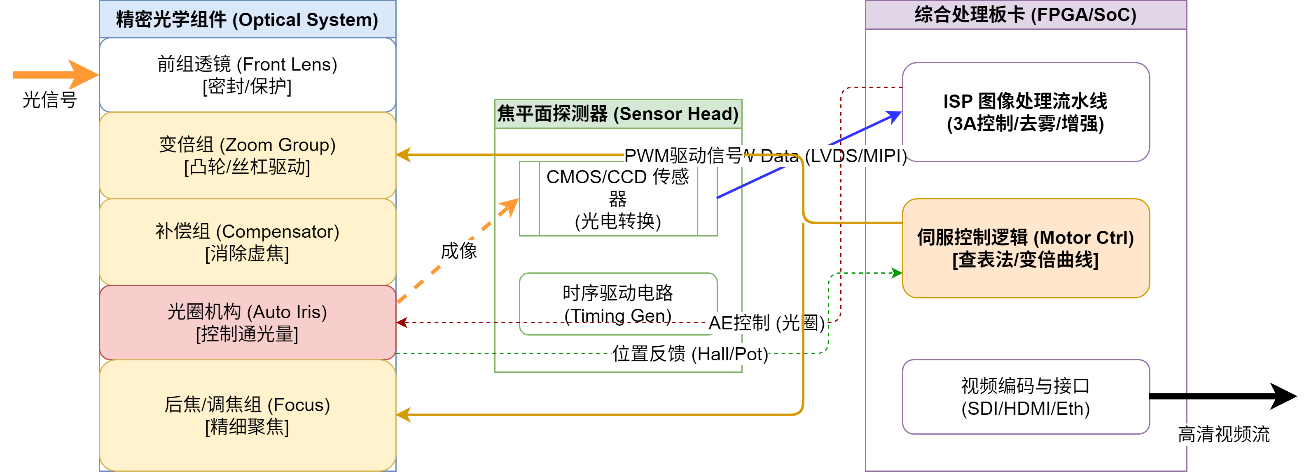 精密光学组件 (Optical System)
前组透镜 (Front Lens)
[密封/保护]
光信号
变倍组 (Zoom Group)
[凸轮/丝杠驱动]
补偿组 (Compensator)
[消除虚焦]
光圈机构 (Auto Iris)
[控制通光量]
后焦/调焦组 (Focus)
[精细聚焦]
成像
焦平面探测器 (Sensor Head)
CMOS/CCD 传感
器
(光电转换)
时序驱动电路
(Timing Gen)
PWM驱动信号
Data (LVDS/MIPI)
AE控制 (光圈)
位置反馈 (Hall/Pot)
综合处理板卡 (FPGA/SoC)
ISP 图像处理流水线
(3A控制/去雾/增强)
伺服控制逻辑 (Motor Ctrl)
[查表法/变倍曲线]
视频编码与接口
(SDI/HDMI/Eth)
高清视频流